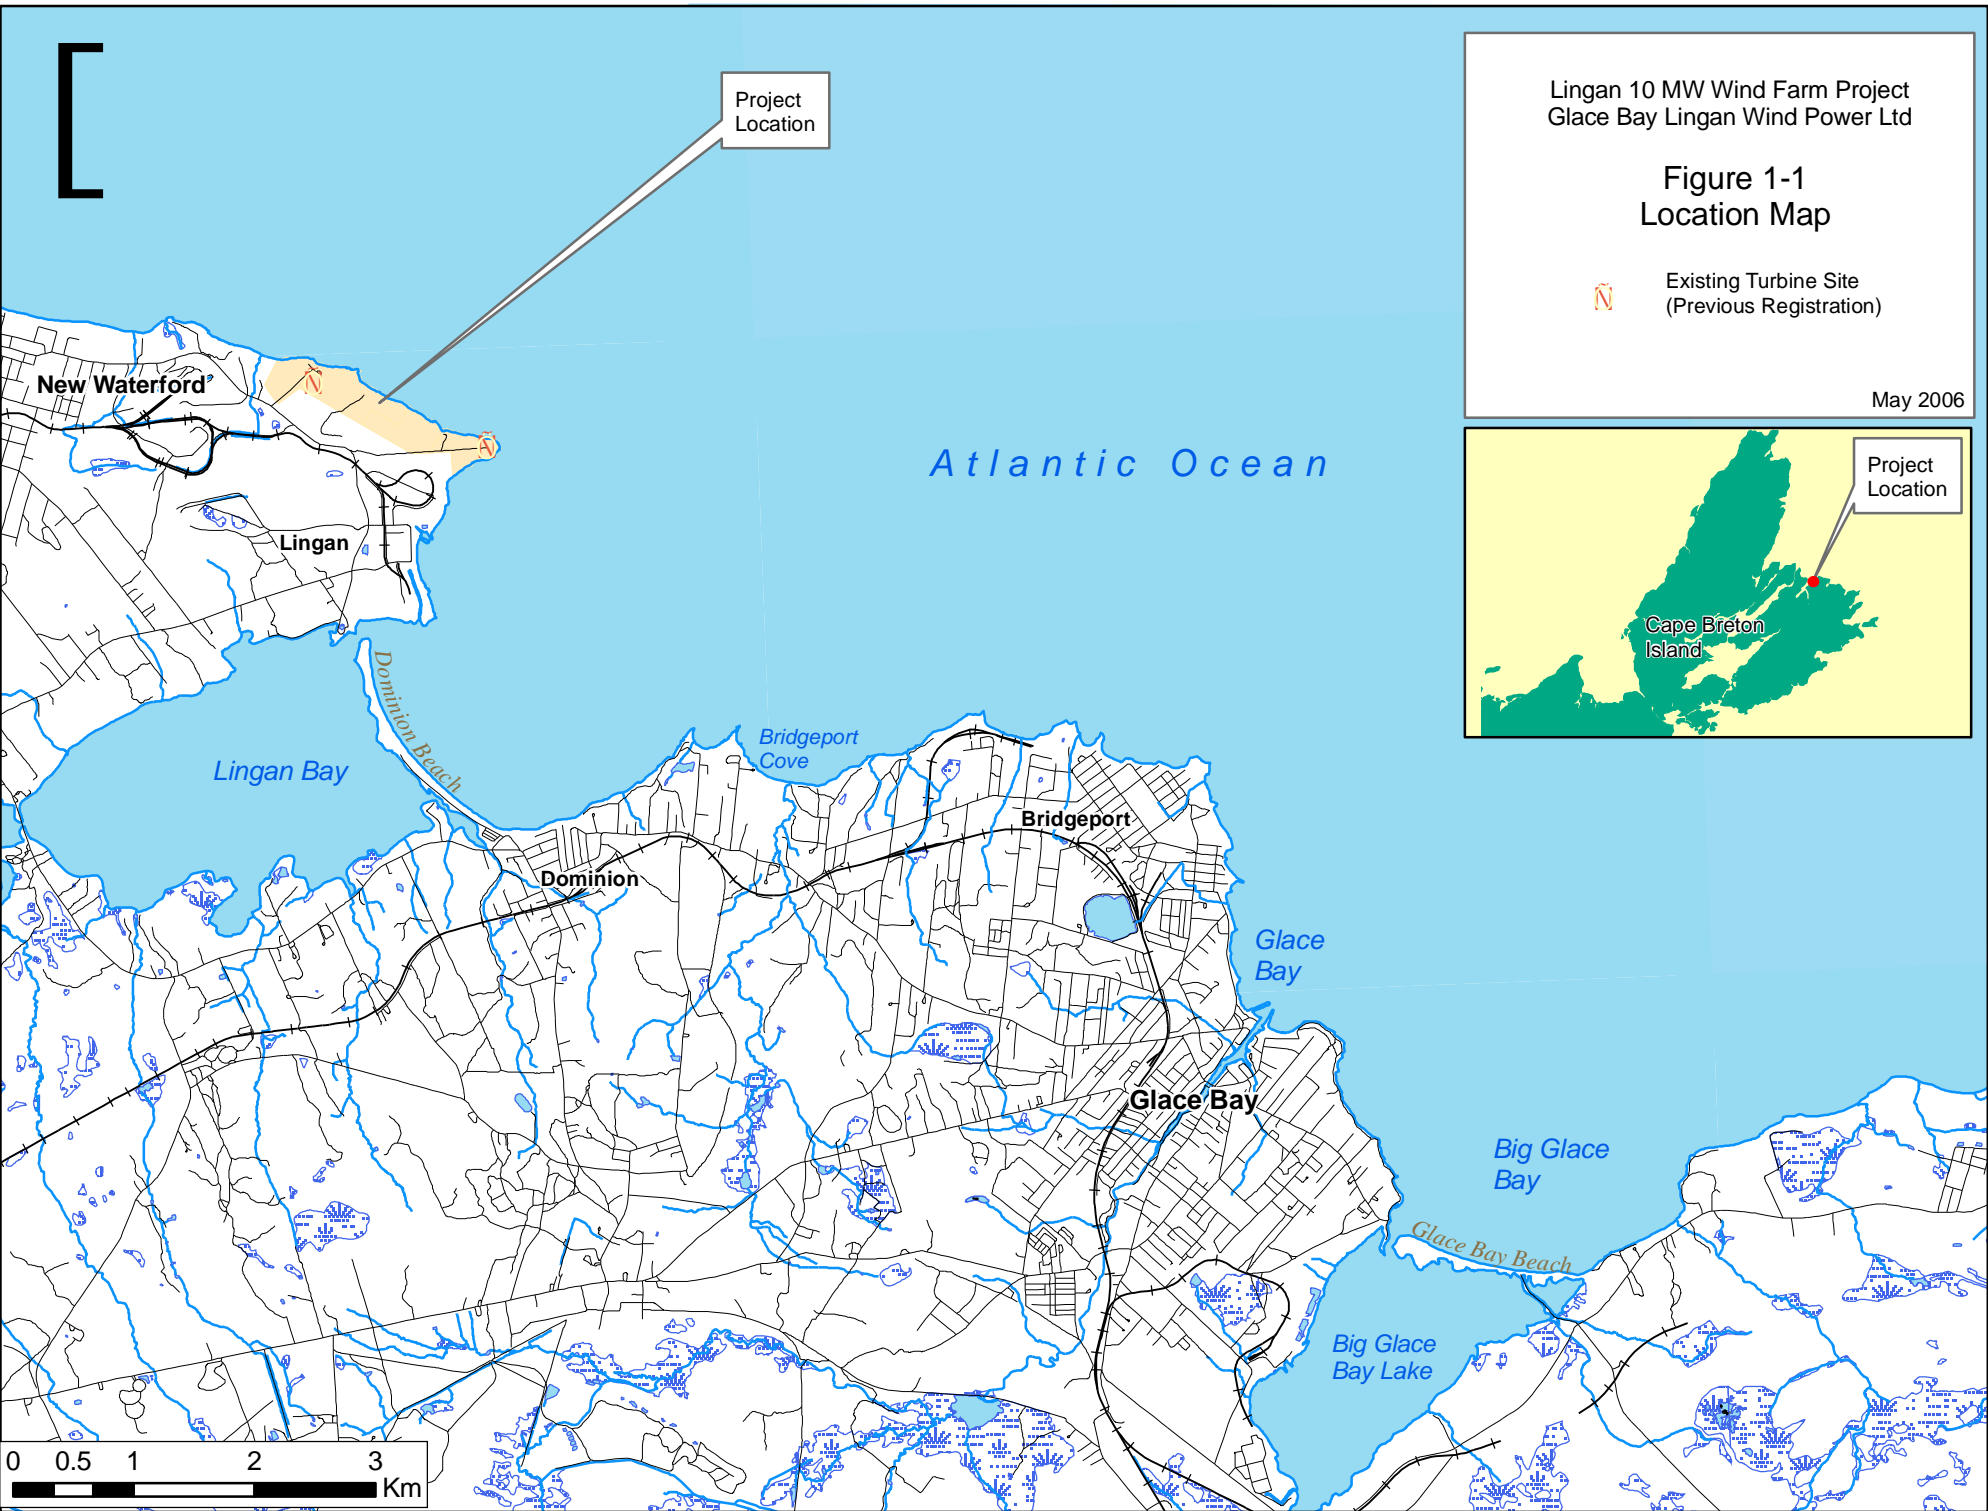 Project
Location
Lingan 10 MW Wind Farm Project
Glace Bay Lingan Wind Power Ltd
Figure 1-1
Location Map
Ñ
Existing Turbine Site
(Previous Registration)
May 2006
Project
Location
Cape Breton
Island
New Waterford
Ñ
Ñ
Atlantic Ocean
Lingan
Dominion Beach
Lingan Bay
Bridgeport
Cove
Bridgeport
Dominion
Glace
Bay
Glace Bay
Big Glace
Bay
Glace Bay Beach
Big Glace
Bay Lake
0 0.5 1 2 3
Km